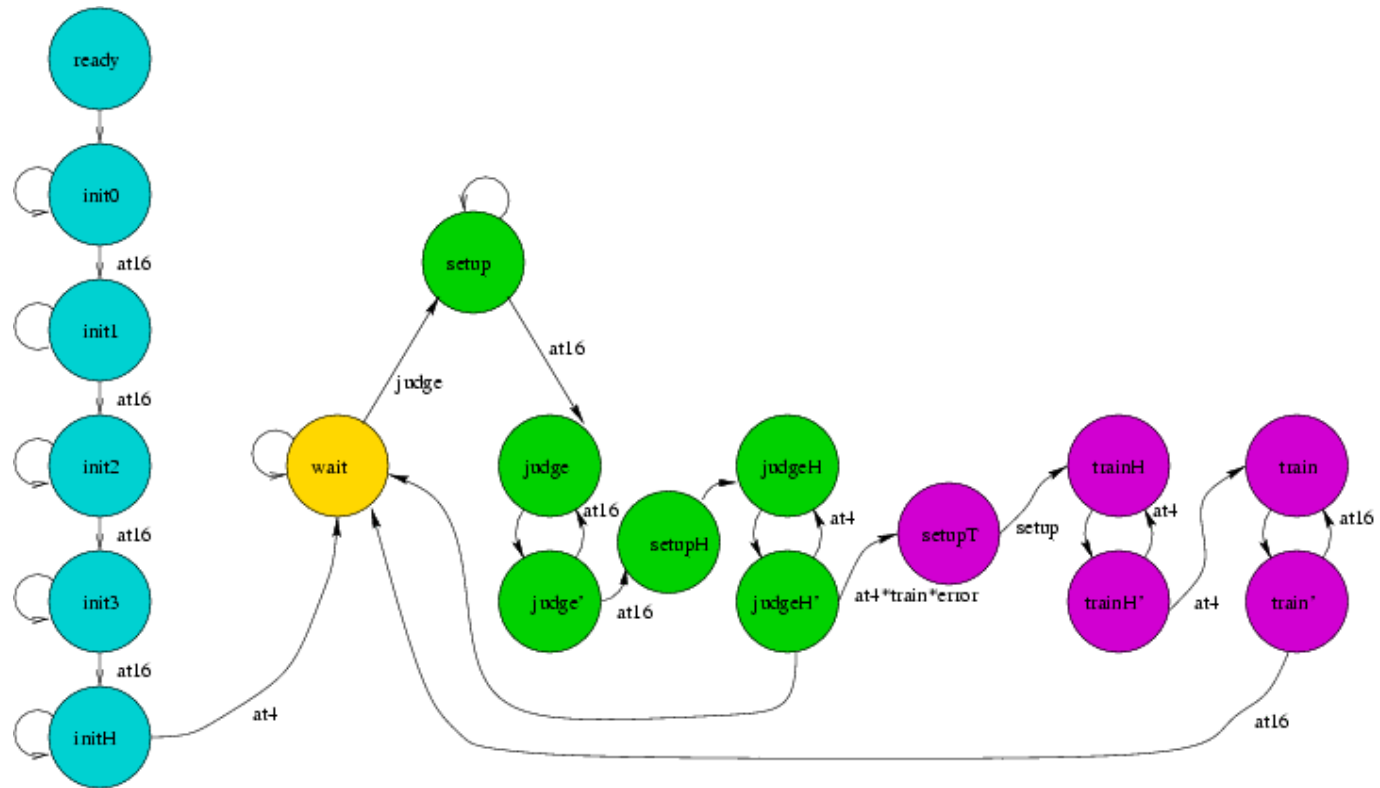 ready
init0
at16
init1
at16
init2
at16
init3
at16
initH
at4
wait
judge
setup
at16
judge
at16
judge*
at16
setupH
judgeH
at4
judgeH*
at4*train*error
setupT
setup
trainH
at4
trainH*
at4
train
at16
train*
at16